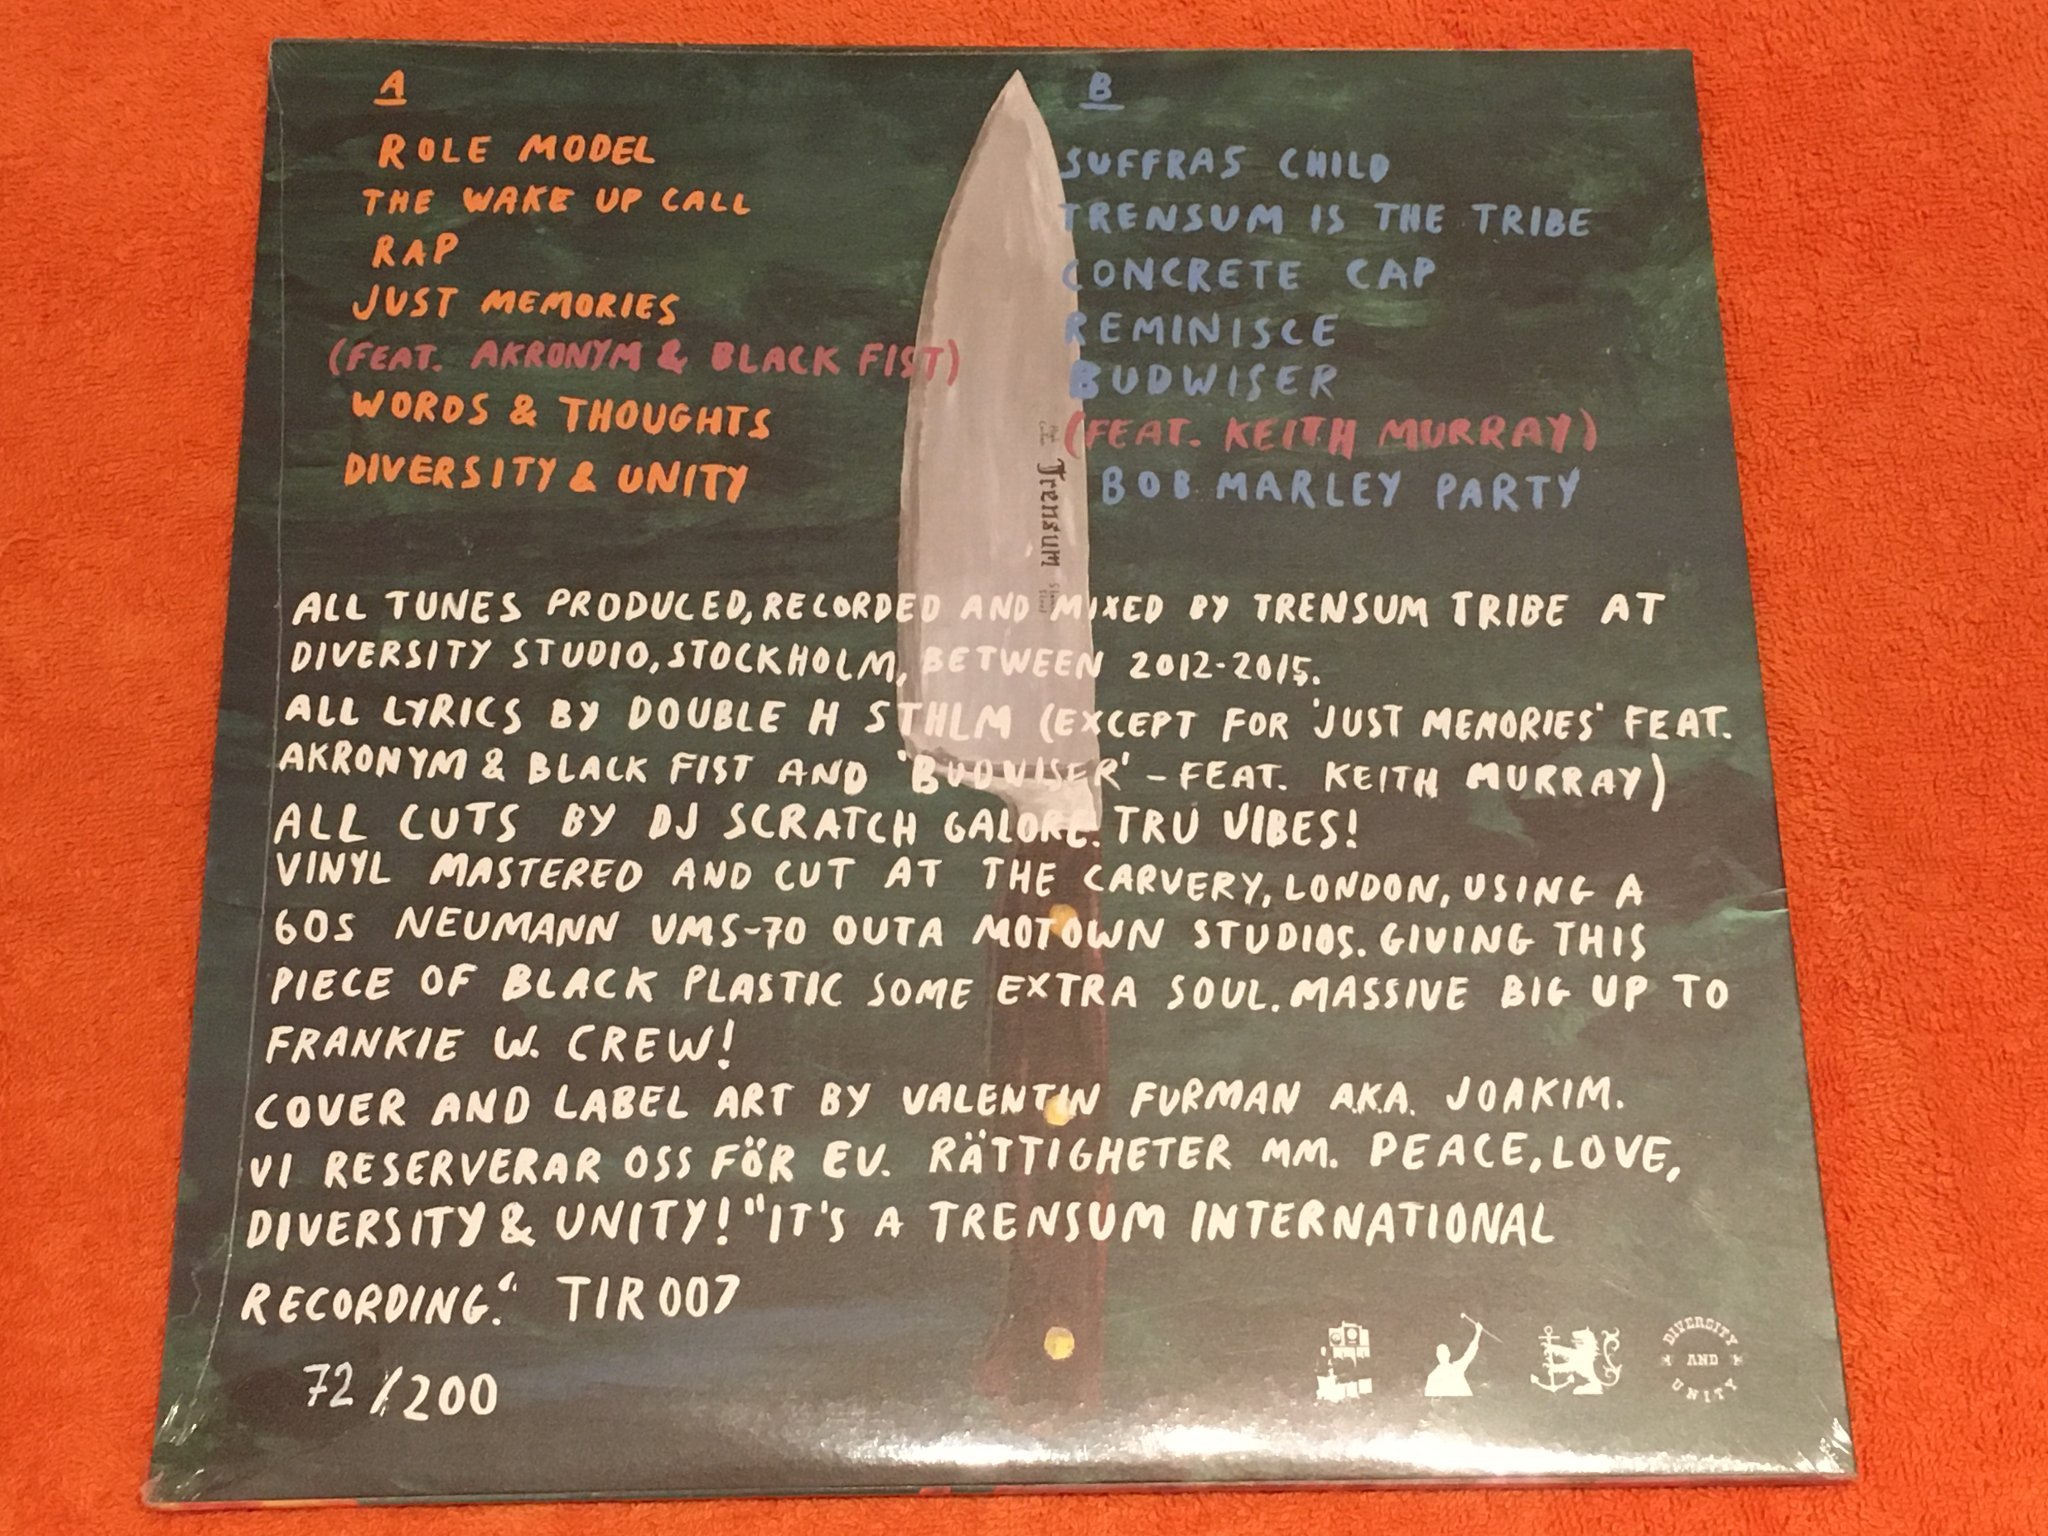 A
ROLE MODEL
THE WAKE UP CALL
RAP
JUST MEMORIES
(FEAT. AKRONYM & BLACK FIST)
WORDS & THOUGHTS
DIVERSITY & UNITY
B
SUFFRAS CHILD
TRENSUM IS THE TRIBE
CONCRETE CAP
REMINISCE
BUDWISER
(FEAT. KEITH MURRAY)
BOB MARLEY PARTY
Trensum
ALL TUNES PRODUCED, RECORDED AND MIXED BY TRENSUM TRIBE AT
DIVERSITY STUDIO, STOCKHOLM, BETWEEN 2012-2015.
ALL LYRICS BY DOUBLE H STHLM (EXCEPT FOR 'JUST MEMORIES' FEAT.
AKRONYM & BLACK FIST AND 'BUDWISER' - FEAT. KEITH MURRAY)
ALL CUTS BY DJ SCRATCH GALORE. TRU VIBES!
VINYL MASTERED AND CUT AT THE CARVERY, LONDON, USING A
60S NEUMANN VMS-70 OUTA MOTOWN STUDIOS. GIVING THIS
PIECE OF BLACK PLASTIC SOME EXTRA SOUL. MASSIVE BIG UP TO
FRANKIE W. CREW!
COVER AND LABEL ART BY VALENTIN FURMAN A.K.A. JOAKIM.
VI RESERVERAR OSS FÖR EV. RÄTTIGHETER MM. PEACE, LOVE,
DIVERSITY & UNITY! "IT'S A TRENSUM INTERNATIONAL
RECORDING." TIR007
72/200
DIVERSITY
AND
UNITY